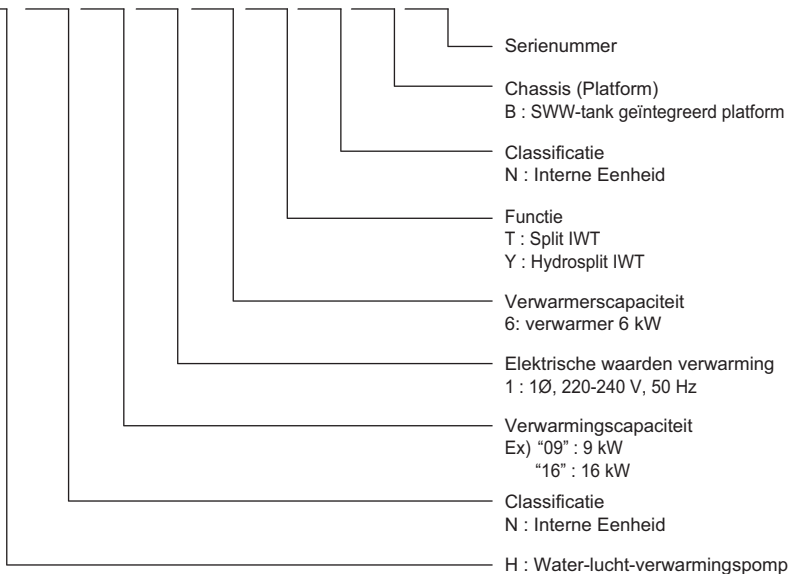 Serienummer
Chassis (Platform)
B : SWW-tank geïntegreerd platform
Classificatie
N : Interne Eenheid
Functie
T : Split IWT
Y : Hydrosplit IWT
Verwarmerscapaciteit
6: verwarmer 6 kW
Elektrische waarden verwarming
1 : 1Ø, 220-240 V, 50 Hz
Verwarmingscapaciteit
Ex) “09” : 9 kW
“16” : 16 kW
Classificatie
N : Interne Eenheid
H : Water-lucht-verwarmingspomp